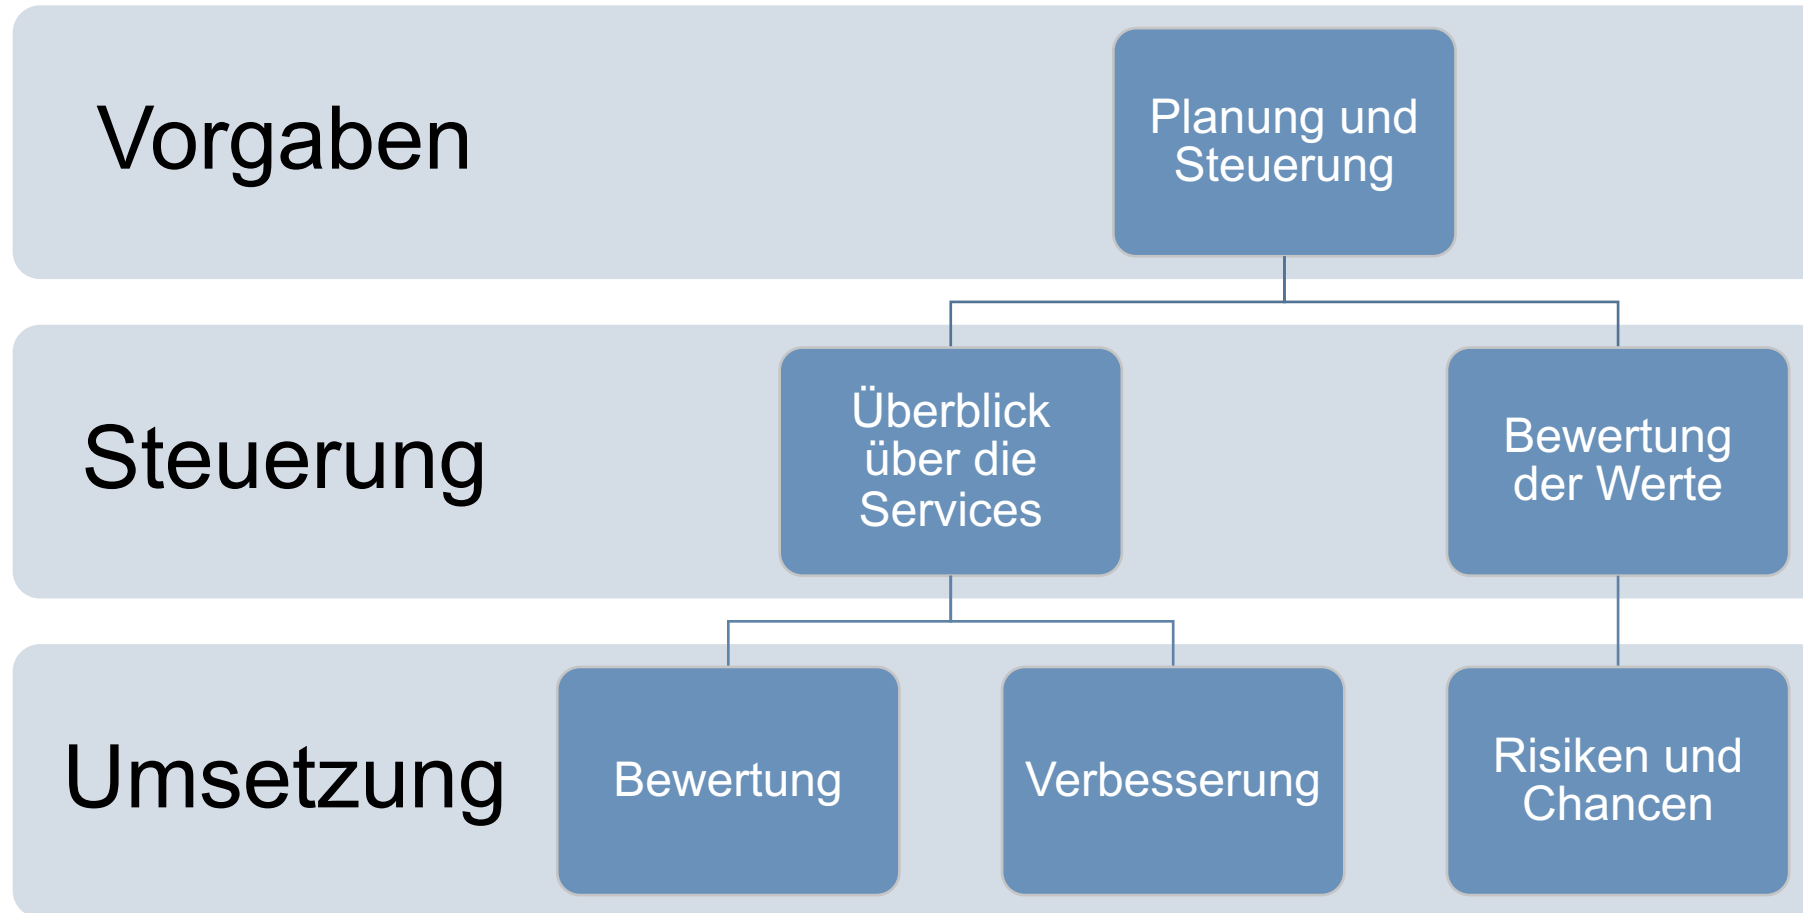 Vorgaben
Planung und
Steuerung
Steuerung
Überblick
über die
Services
Bewertung
der Werte
Umsetzung
Bewertung
Verbesserung
Risiken und
Chancen